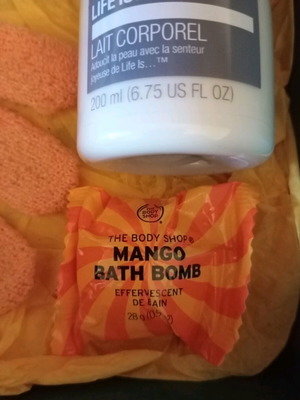 LIFE IS
LAIT CORPOREL
Adoucit la peau avec la senteur
joyeuse de Life Is…™
200 ml (6.75 US FL OZ)
THE BODY SHOP
THE BODY SHOP®
MANGO
BATH BOMB
EFFERVESCENT
DE BAIN
28 g